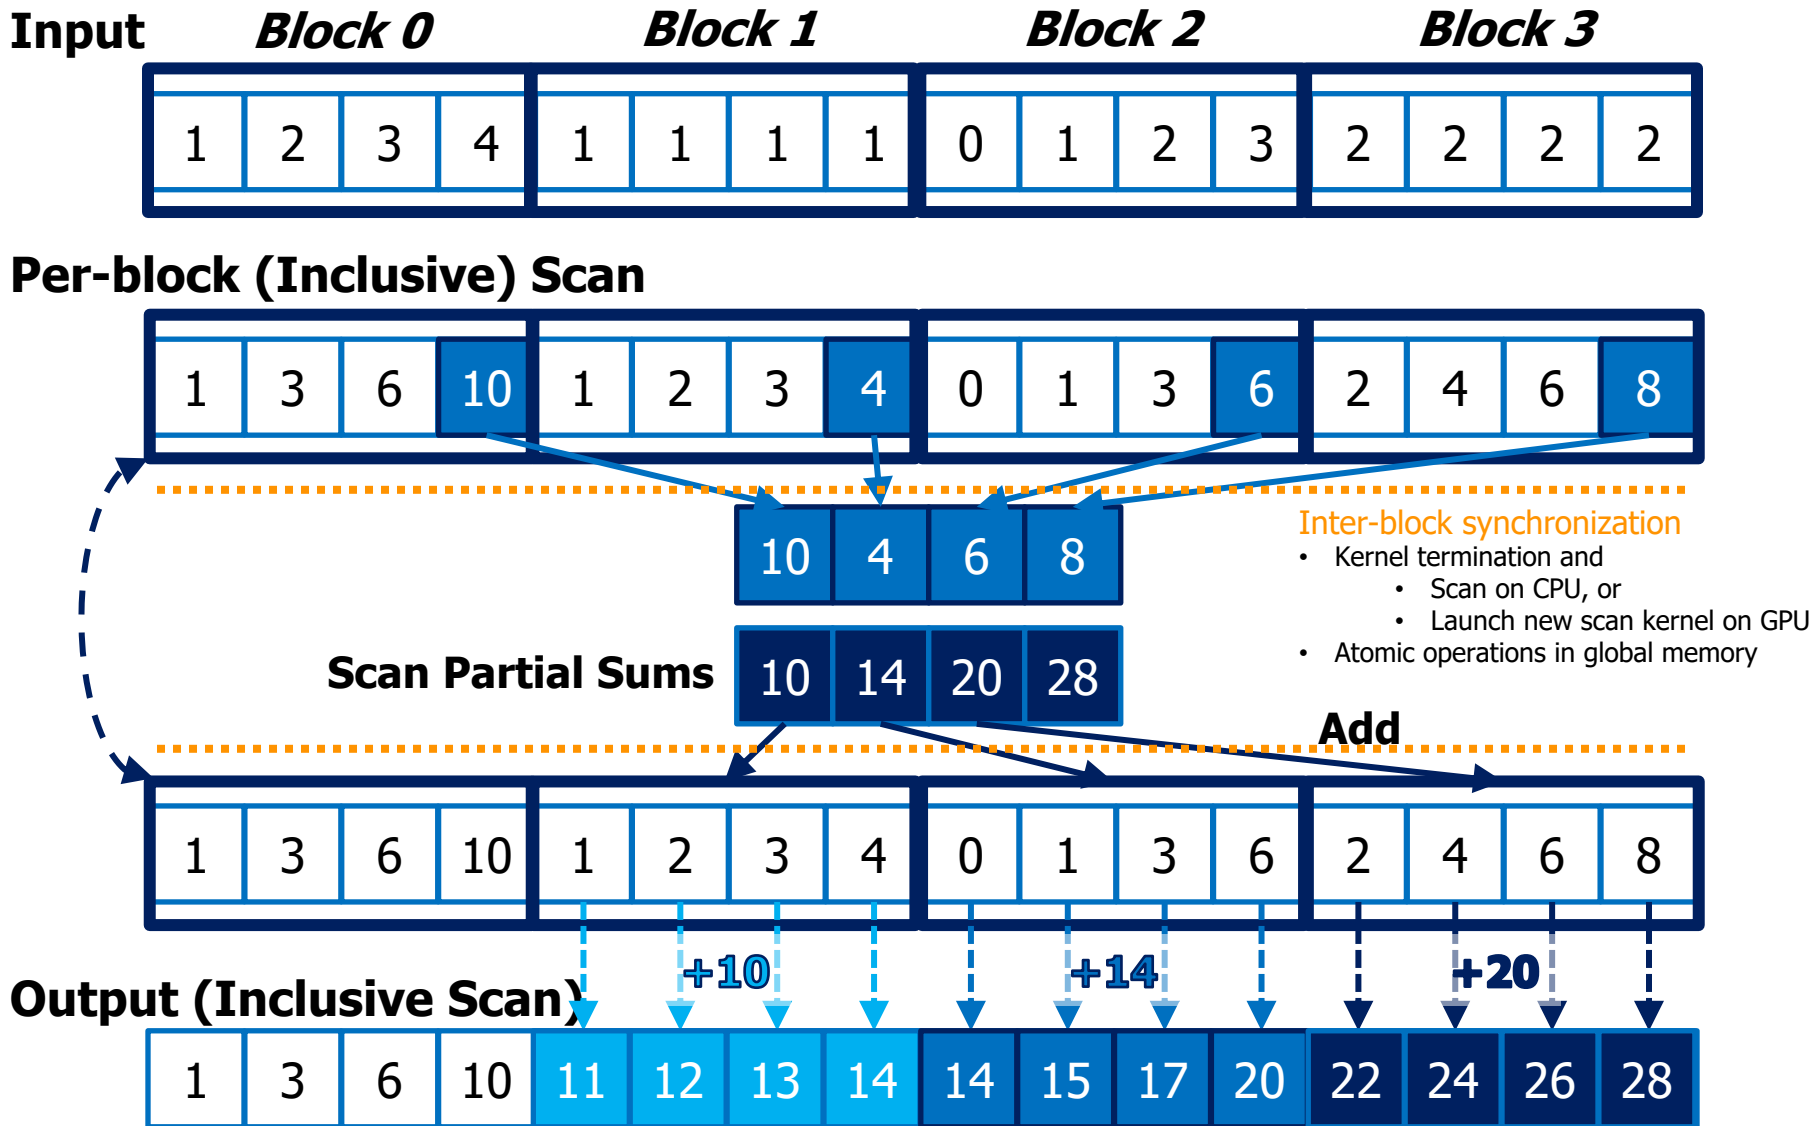 Input Block 0 Block 1 Block 2 Block 3
1 2 3 4 1 1 1 1 0 1 2 3 2 2 2 2
Per-block (Inclusive) Scan
1 3 6 10 1 2 3 4 0 1 3 6 2 4 6 8
10 4 6 8
Inter-block synchronization
• Kernel termination and
• Scan on CPU, or
• Launch new scan kernel on GPU
• Atomic operations in global memory
Scan Partial Sums 10 14 20 28
Add
1 3 6 10 1 2 3 4 0 1 3 6 2 4 6 8
+10 +14 +20
Output (Inclusive Scan)
1 3 6 10 11 12 13 14 14 15 17 20 22 24 26 28